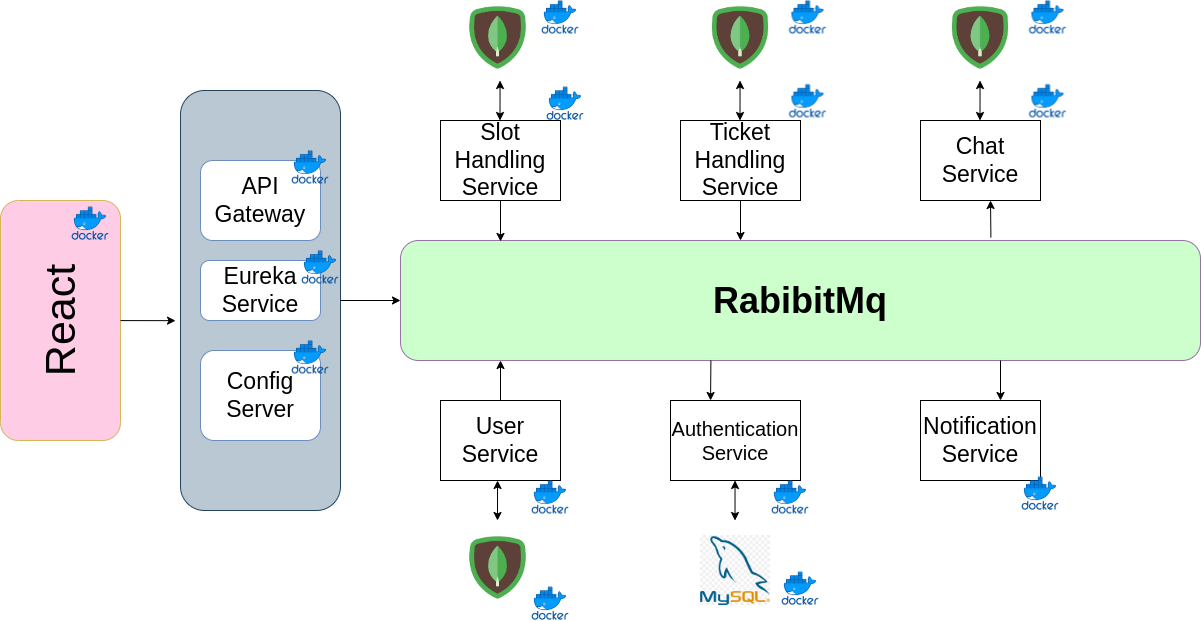 docker
docker
docker
docker
docker
docker
Slot
Handling
Service
Ticket
Handling
Service
Chat
Service
docker
API
Gateway
docker
React
docker
Eureka
Service
docker
Config
Server
RabibitMq
User
Service
docker
Authentication
Service
docker
Notification
Service
docker
docker
MySQL
docker